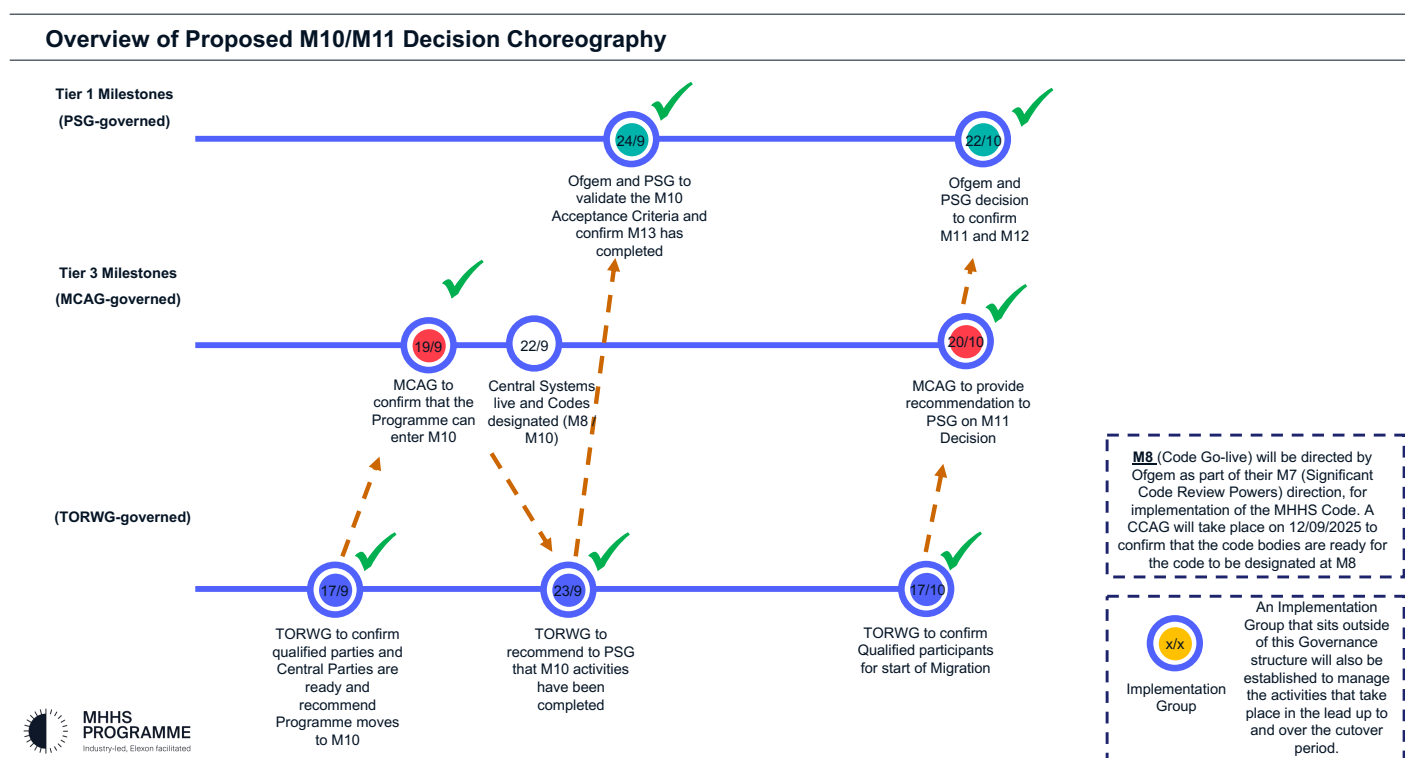 Overview of Proposed M10/M11 Decision Choreography
Tier 1 Milestones
(PSG-governed)
24/9
22/10
Ofgem and PSG to
validate the M10
Acceptance Criteria and
confirm M13 has
completed
Ofgem and
PSG decision
to confirm
M11 and M12
Tier 3 Milestones
(MCAG-governed)
19/9
22/9
20/10
MCAG to
confirm that the
Programme can
enter M10
Central Systems
live and Codes
designated (M8 /
M10)
MCAG to provide
recommendation to
PSG on M11
Decision
(TORWG-governed)
17/9
23/9
17/10
TORWG to confirm
qualified parties and
Central Parties are
ready and
recommend
Programme moves
to M10
TORWG to
recommend to PSG
that M10 activities
have been
completed
TORWG to confirm
Qualified participants
for start of Migration
M8 (Code Go-live) will be directed by
Ofgem as part of their M7 (Significant
Code Review Powers) direction, for
implementation of the MHHS Code. A
CCAG will take place on 12/09/2025 to
confirm that the code bodies are ready for
the code to be designated at M8
x/x
Implementation
Group
An Implementation
Group that sits outside
of this Governance
structure will also be
established to manage
the activities that take
place in the lead up to
and over the cutover
period.
MHHS
PROGRAMME
Industry-led, Elexon facilitated